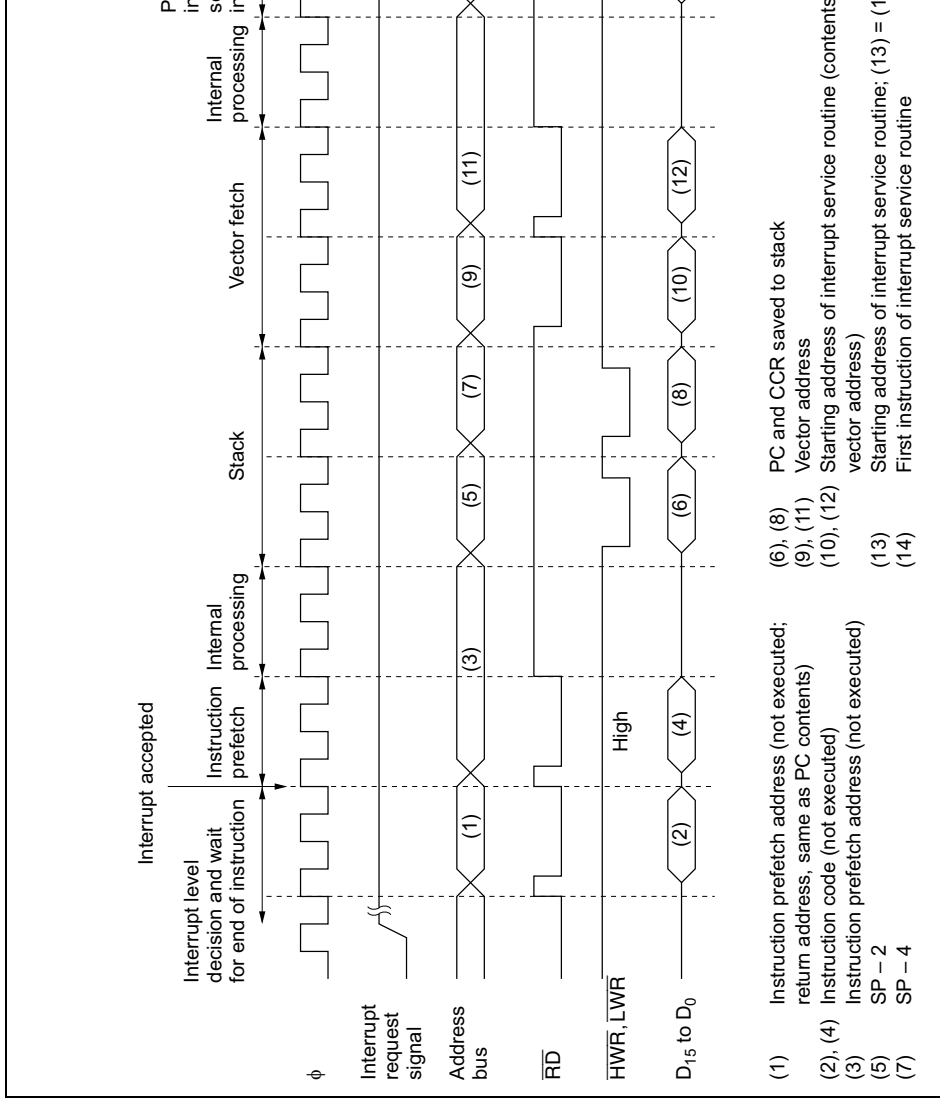 Interrupt accepted
Interrupt level
decision and wait
for end of instruction
Instruction
prefetch
Internal
processing
Stack
Vector fetch
Internal
processing
φ
Interrupt
request
signal
Address
bus
(1)
(3)
(5)
(7)
(9)
(11)
RD
HWR, LWR
High
D15 to D0
(2)
(4)
(6)
(8)
(10)
(12)
(1) Instruction prefetch address (not executed;
return address, same as PC contents)
(2), (4) Instruction code (not executed)
(3) Instruction prefetch address (not executed)
(5) SP – 2
(7) SP – 4
(6), (8) PC and CCR saved to stack
(9), (11) Vector address
(10), (12) Starting address of interrupt service routine (contents
vector address)
(13) Starting address of interrupt service routine; (13) = (1
(14) First instruction of interrupt service routine